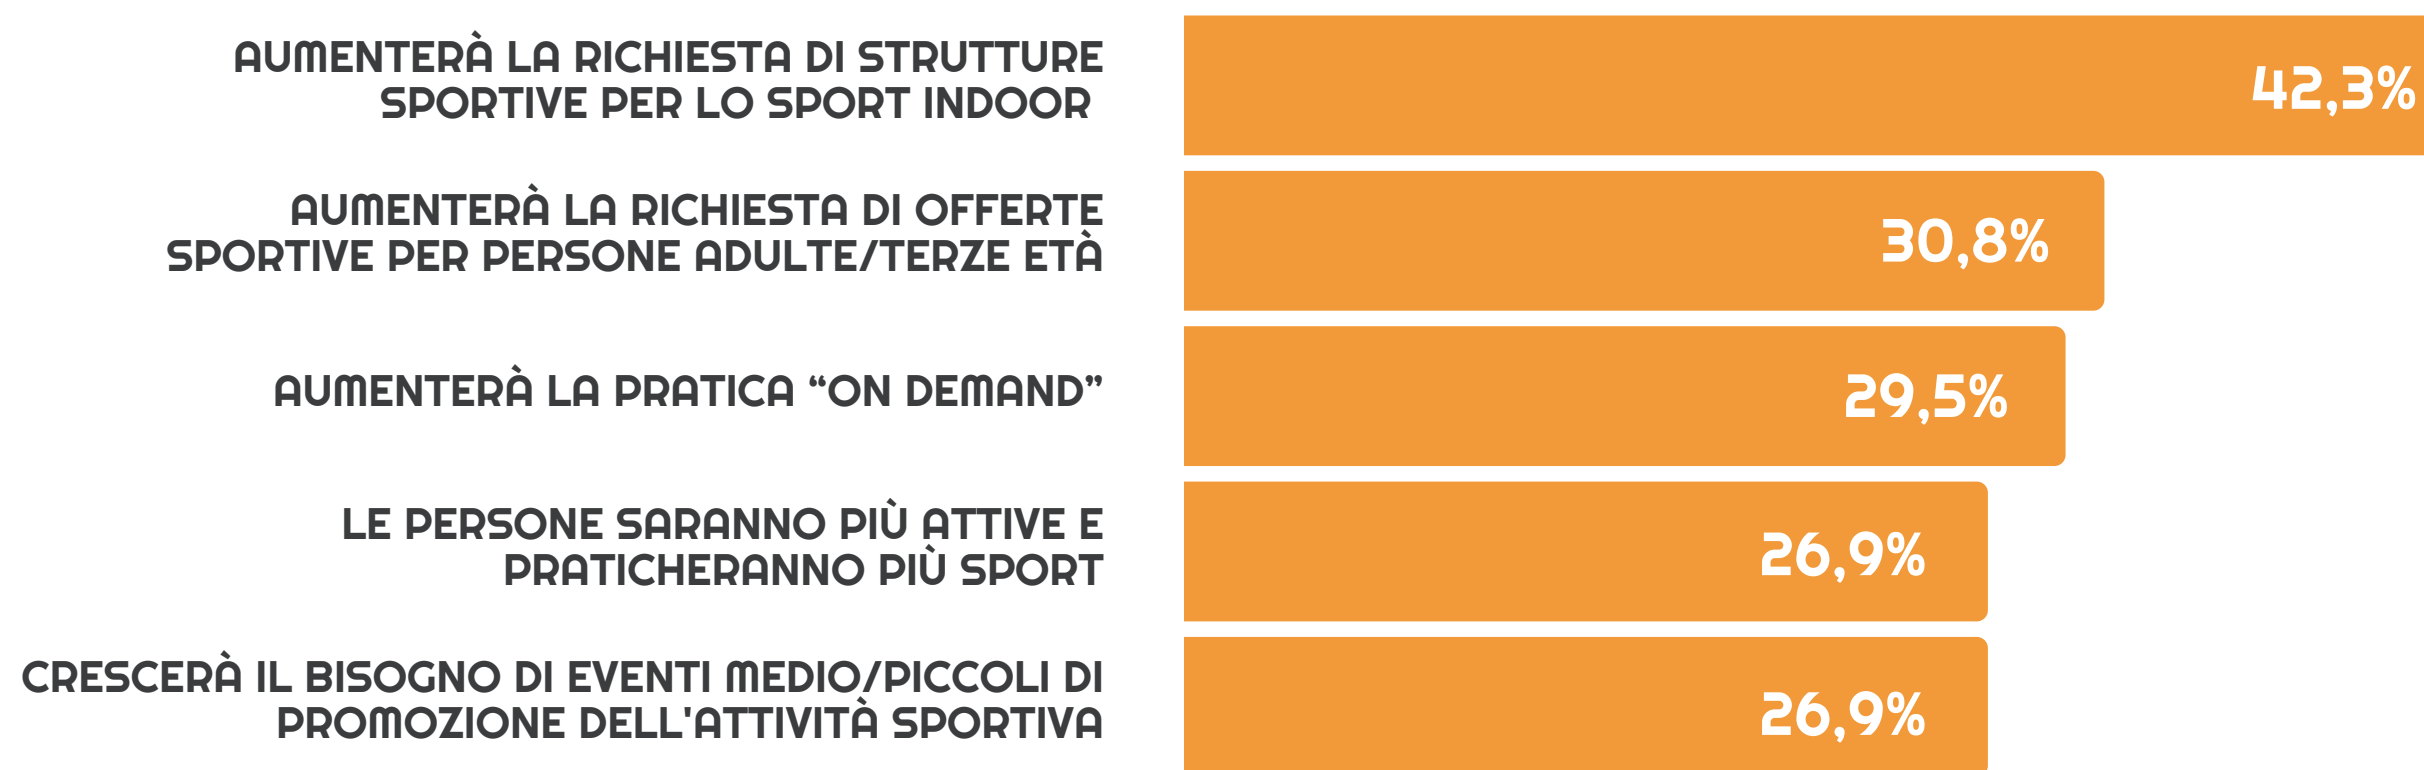 AUMENTERÀ LA RICHIESTA DI STRUTTURE
SPORTIVE PER LO SPORT INDOOR
42,3%
AUMENTERÀ LA RICHIESTA DI OFFERTE
SPORTIVE PER PERSONE ADULTE/TERZE ETÀ
30,8%
AUMENTERÀ LA PRATICA “ON DEMAND”
29,5%
LE PERSONE SARANNO PIÙ ATTIVE E
PRATICHERANNO PIÙ SPORT
26,9%
CRESCERÀ IL BISOGNO DI EVENTI MEDIO/PICCOLI DI
PROMOZIONE DELL'ATTIVITÀ SPORTIVA
26,9%